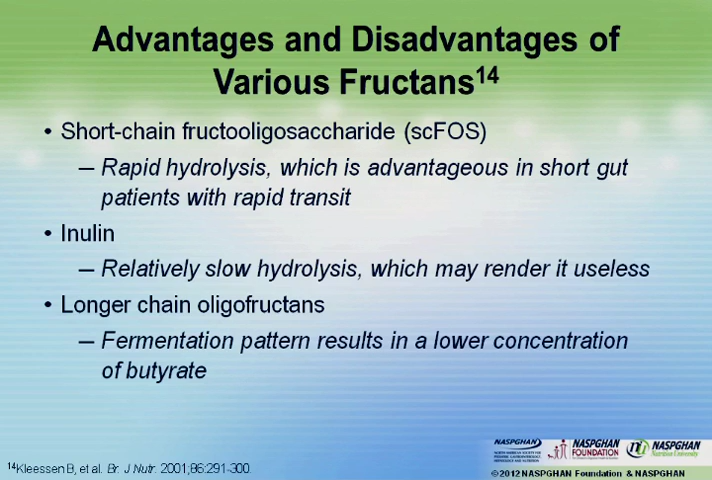 Advantages and Disadvantages of
Various Fructans¹⁴
• Short-chain fructooligosaccharide (scFOS)
– Rapid hydrolysis, which is advantageous in short gut
patients with rapid transit
• Inulin
– Relatively slow hydrolysis, which may render it useless
• Longer chain oligofructans
– Fermentation pattern results in a lower concentration
of butyrate
¹⁴Kleessen B, et al. Br. J Nutr. 2001;86:291-300.
NASPGHAN
NASPGHAN
FOUNDATION
NASPGHAN
Nutrition University
©2012 NASPGHAN Foundation & NASPGHAN